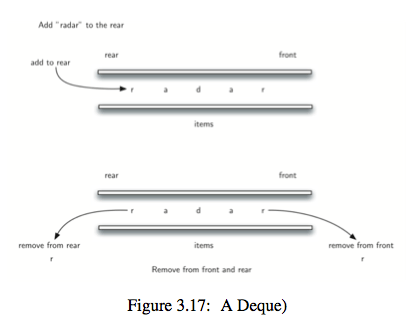 Add "radar" to the rear
rear front
add to rear
r a d a r
items
rear front
r a d a r
remove from rear items remove from front
r r
Remove from front and rear
Figure 3.17: A Deque)